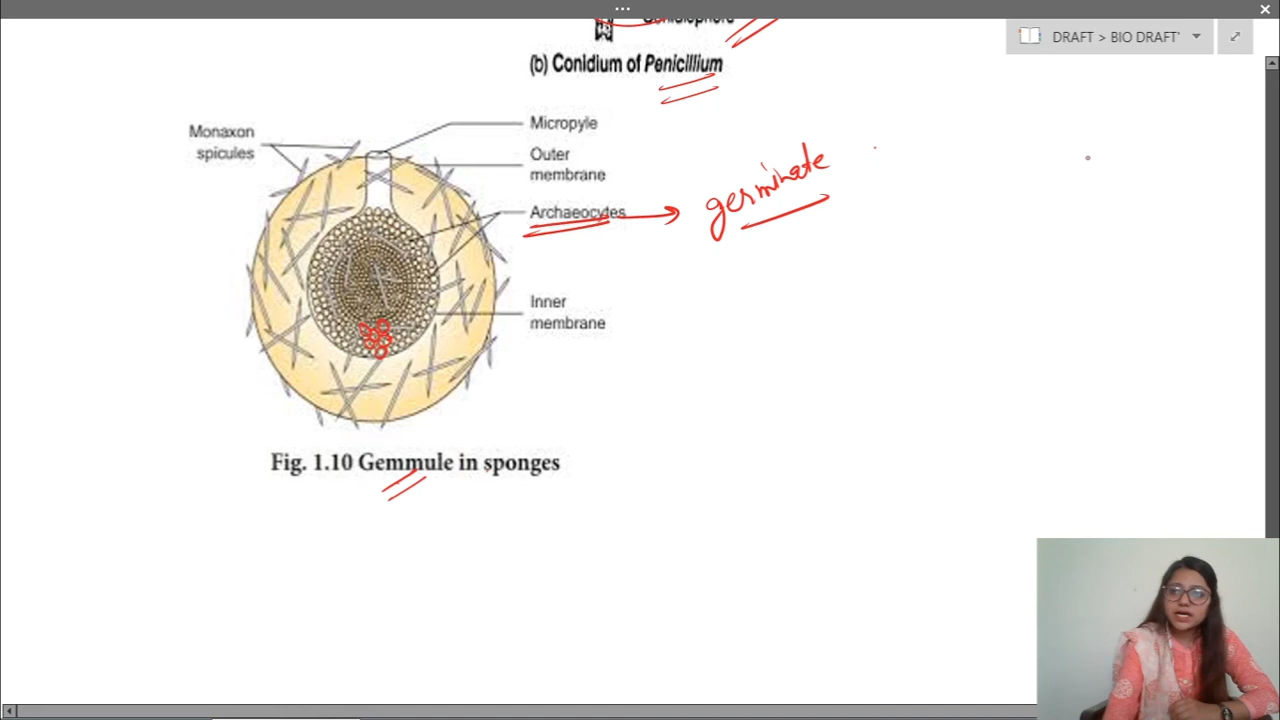 DRAFT > BIO DRAFT'
(b) Conidium of Penicillium
Monaxon
spicules
Micropyle
Outer
membrane
Archaeocytes
germinate
Inner
membrane
Fig. 1.10 Gemmule in sponges